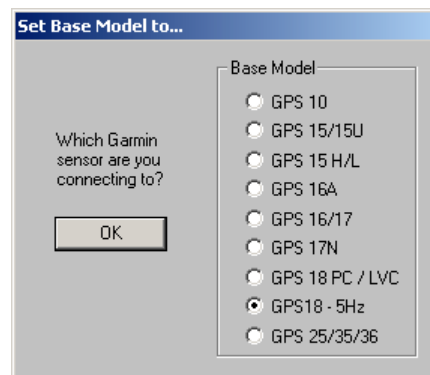 Set Base Model to...
Base Model
Which Garmin
sensor are you
connecting to?
OK
GPS 10
GPS 15/15U
GPS 15 H/L
GPS 16A
GPS 16/17
GPS 17N
GPS 18 PC / LVC
GPS18 - 5Hz
GPS 25/35/36